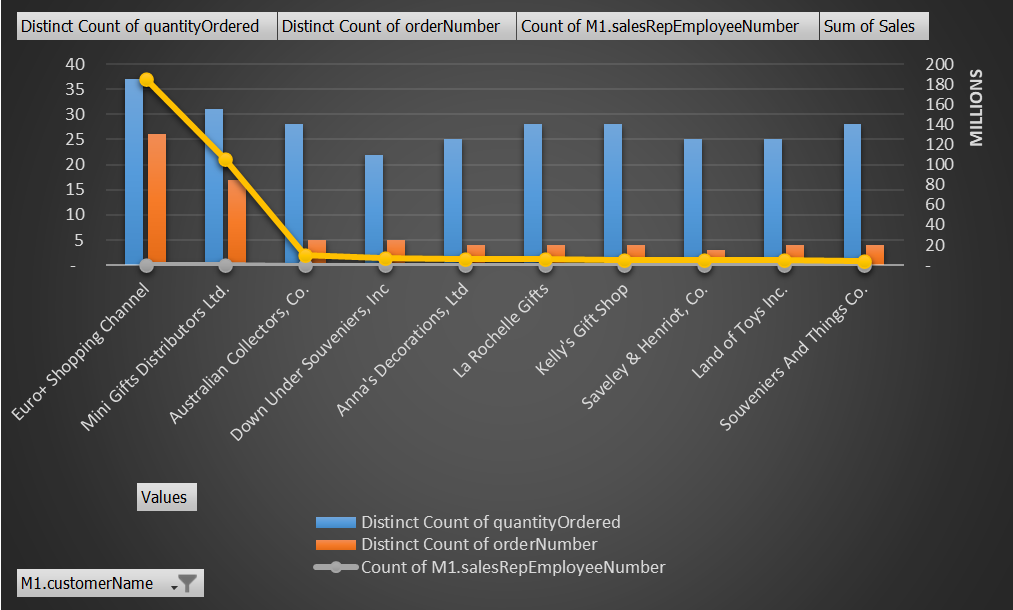 Distinct Count of quantityOrdered Distinct Count of orderNumber Count of M1.salesRepEmployeeNumber Sum of Sales
40 200
35 180
30 160
25 140
20 120
15 100
10 80
5 60
- 40
20
-
MILLIONS
Euro+ Shopping Channel
Mini Gifts Distributors Ltd.
Australian Collectors, Co.
Down Under Souveniers, Inc
Anna's Decorations, Ltd
La Rochelle Gifts
Kelly's Gift Shop
Saveley & Henriot, Co.
Land of Toys Inc.
Souveniers And Things Co.
Values
Distinct Count of quantityOrdered
Distinct Count of orderNumber
Count of M1.salesRepEmployeeNumber
M1.customerName